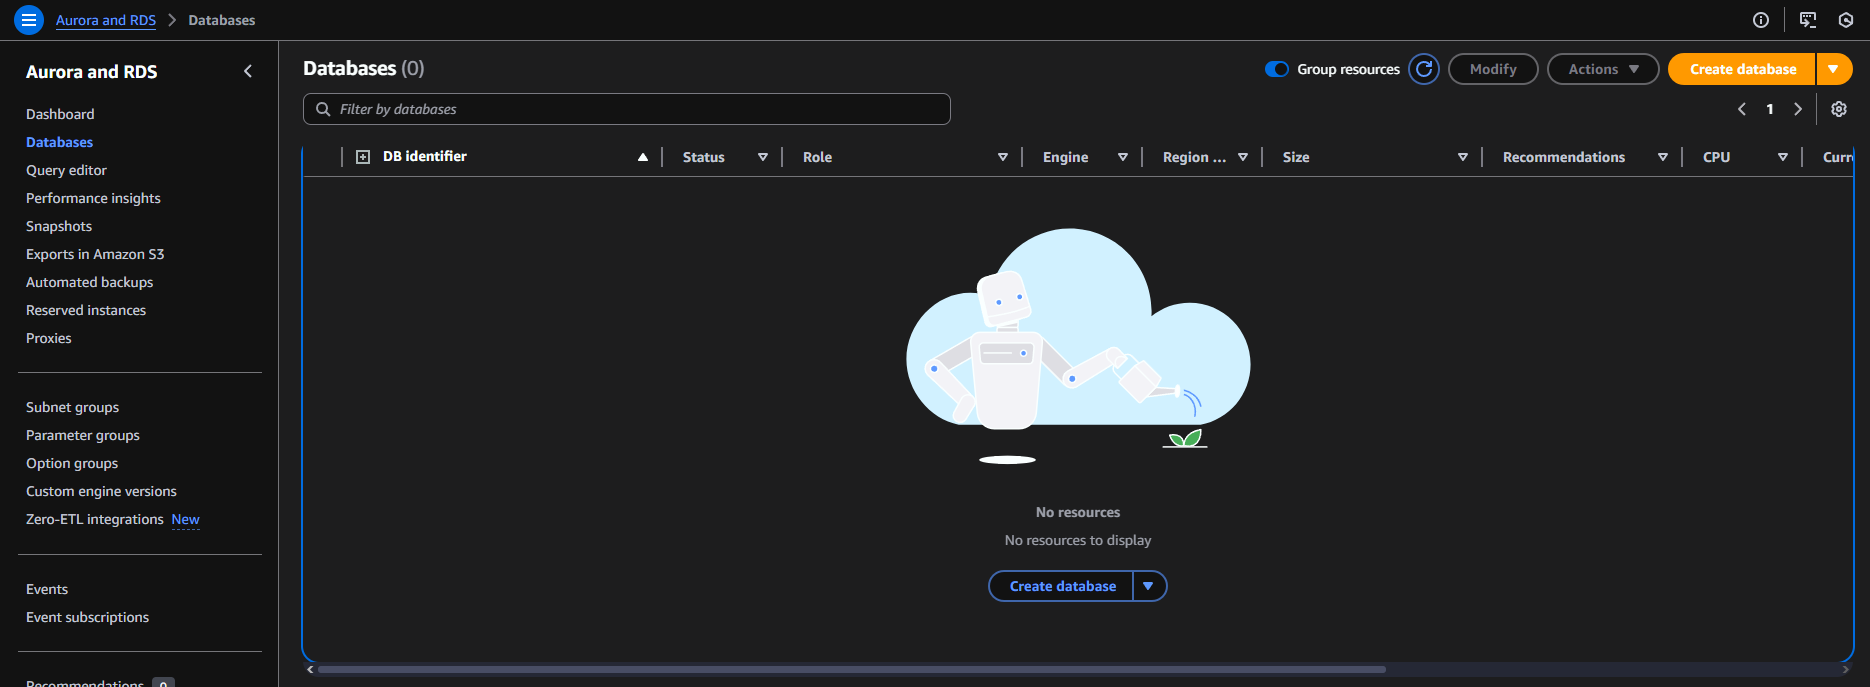 Aurora and RDS > Databases
Aurora and RDS
Dashboard
Databases
Query editor
Performance insights
Snapshots
Exports in Amazon S3
Automated backups
Reserved instances
Proxies
Subnet groups
Parameter groups
Option groups
Custom engine versions
Zero-ETL integrations New
Events
Event subscriptions
Recommendations 0
Databases (0)
Group resources
Modify
Actions
Create database
Filter by databases
1
DB identifier Status Role Engine Region ... Size Recommendations CPU Curr
No resources
No resources to display
Create database